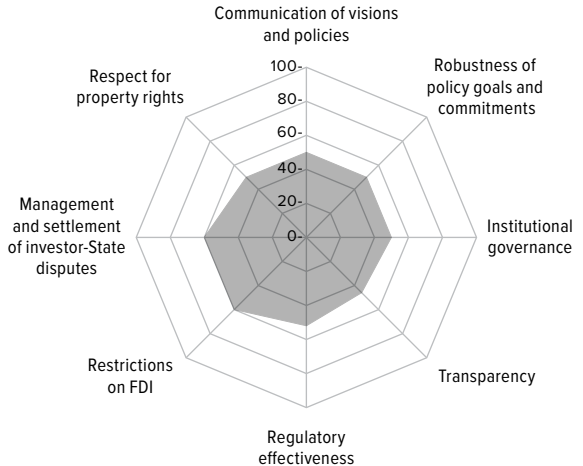 Communication of visions
and policies
Robustness of
policy goals and
commitments
Respect for
property rights
100-
80-
60-
40-
20-
0-
Management
and settlement
of investor-State
disputes
Institutional
governance
Restrictions
on FDI
Transparency
Regulatory
effectiveness